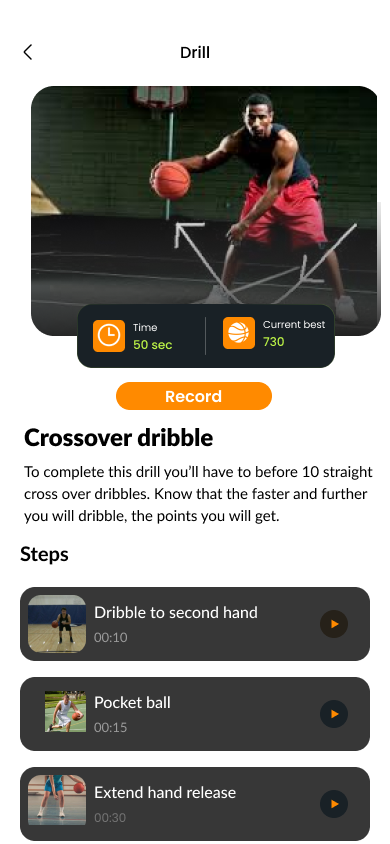 Drill
Time
50 sec
Current best
730
Record
Crossover dribble
To complete this drill you’ll have to before 10 straight
cross over dribbles. Know that the faster and further
you will dribble, the points you will get.
Steps
Dribble to second hand
00:10
Pocket ball
00:15
Extend hand release
00:30